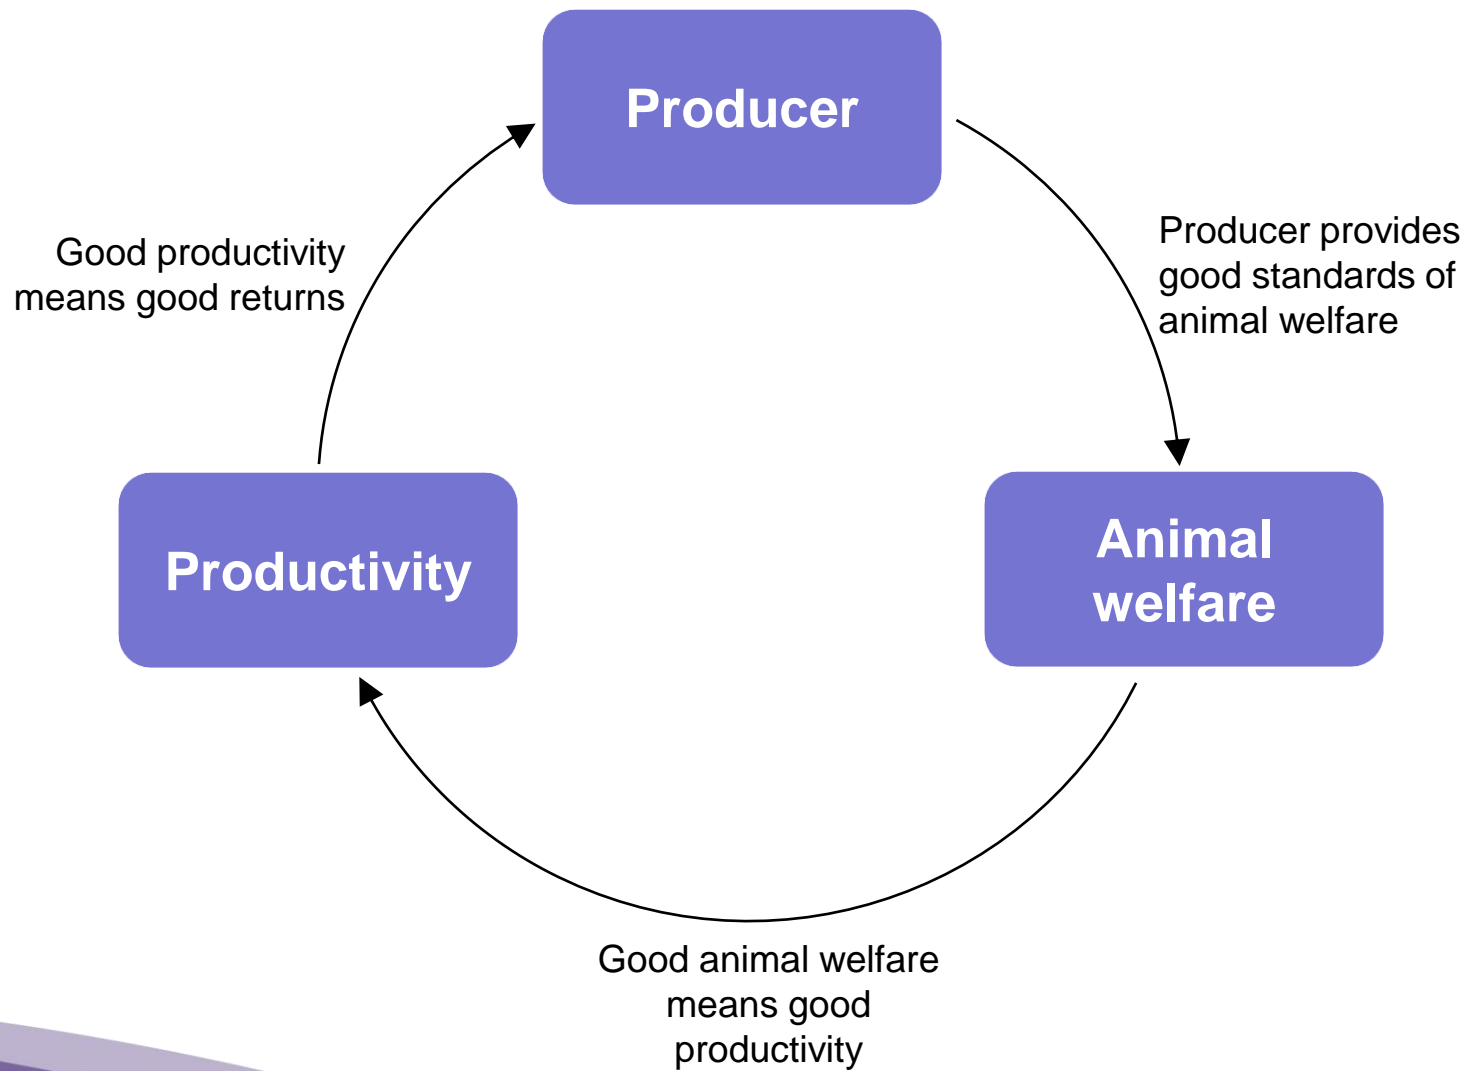 Producer
Producer provides
good standards of
animal welfare
Good productivity
means good returns
Animal
welfare
Productivity
Good animal welfare
means good
productivity